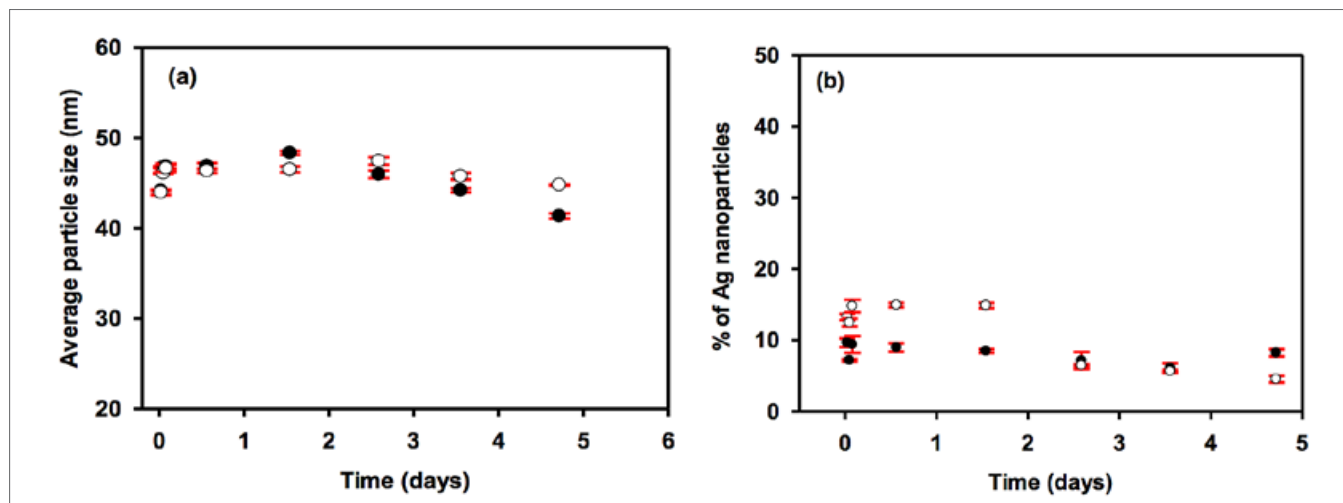 (a)
Average particle size (nm)
60
50
40
30
20
0 1 2 3 4 5 6
Time (days)
(b)
% of Ag nanoparticles
50
40
30
20
10
0
0 1 2 3 4 5
Time (days)